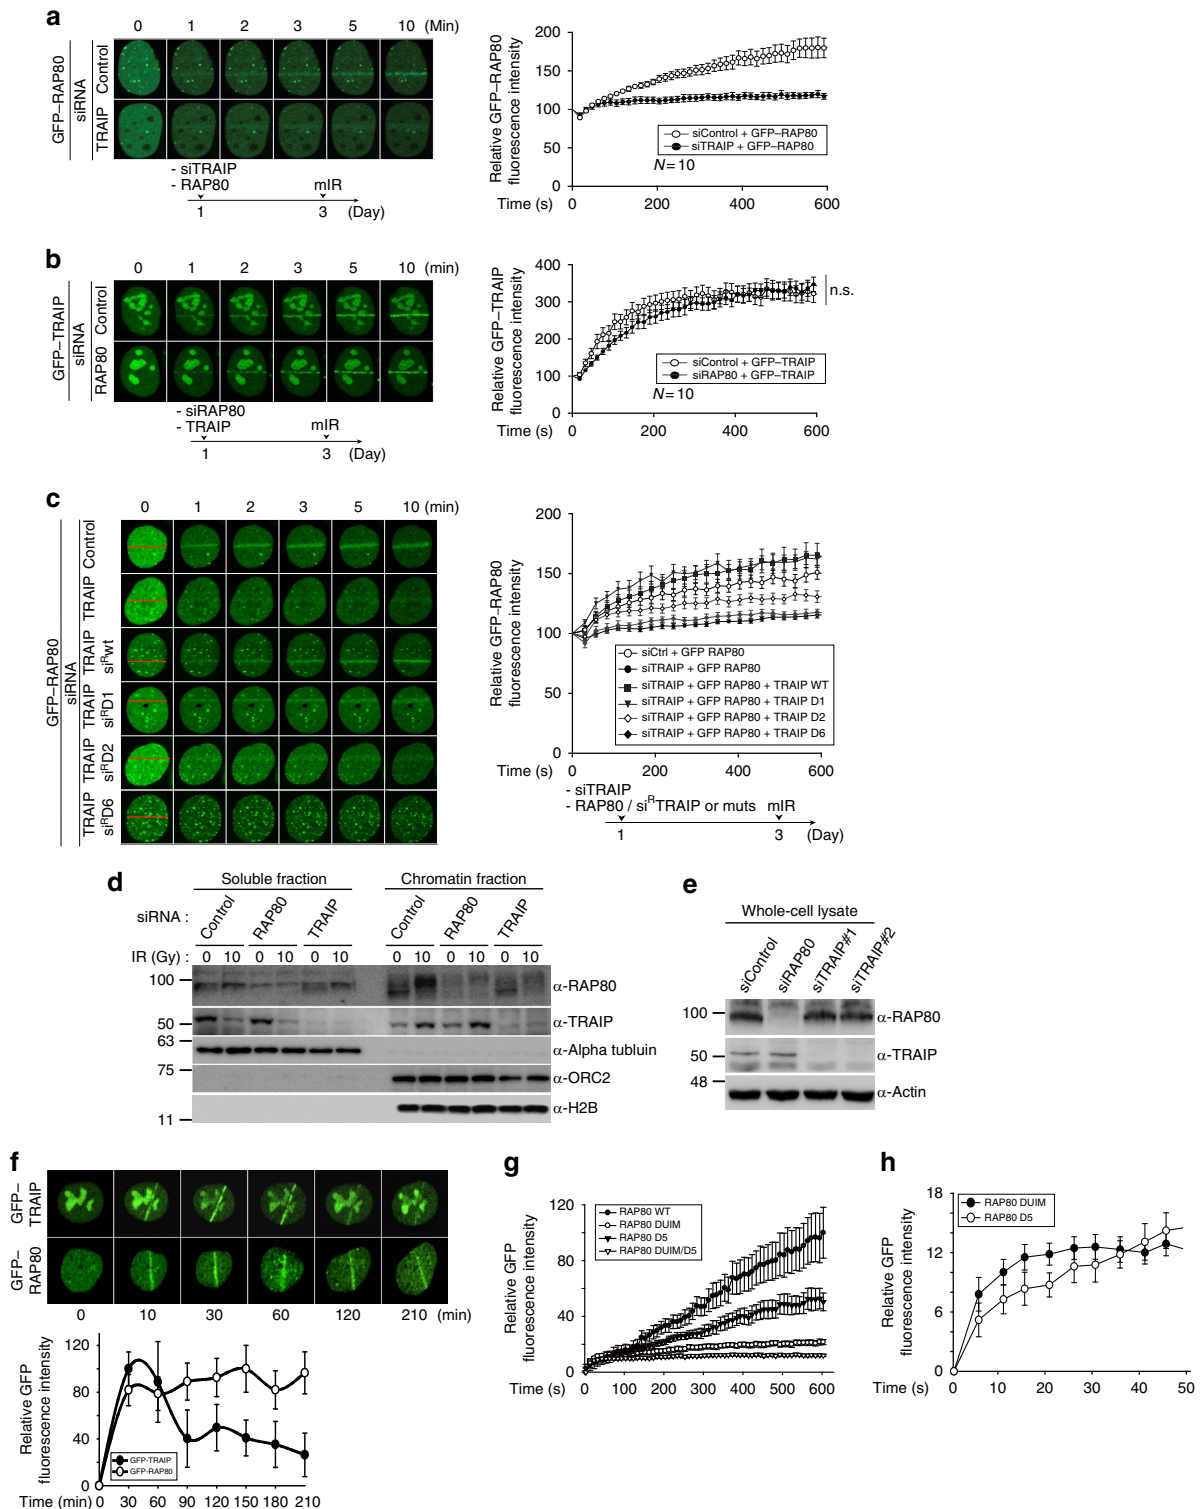 a
0 1 2 3 5 10 (Min)
GFP–RAP80
siRNA
Control
TRAIP
- siTRAIP
- RAP80
mIR
1 3 (Day)
Relative GFP–RAP80
fluorescence intensity
200
150
100
50
0
siControl + GFP–RAP80
siTRAIP + GFP–RAP80
N = 10
Time (s) 0 200 400 600
b
0 1 2 3 5 10 (min)
GFP–TRAIP
siRNA
Control
RAP80
- siRAP80
- TRAIP
mIR
1 3 (Day)
Relative GFP–TRAIP
fluorescence intensity
400
300
200
100
0
n.s.
siControl + GFP–TRAIP
siRAP80 + GFP–TRAIP
N = 10
Time (s) 0 200 400 600
c
0 1 2 3 5 10 (min)
GFP–RAP80
siRNA
Control
TRAIP
TRAIP
siRwt
TRAIP
siRD1
TRAIP
siRD2
TRAIP
siRD6
Relative GFP–RAP80
fluorescence intensity
200
150
100
50
0
siCtrl + GFP RAP80
siTRAIP + GFP RAP80
siTRAIP + GFP RAP80 + TRAIP WT
siTRAIP + GFP RAP80 + TRAIP D1
siTRAIP + GFP RAP80 + TRAIP D2
siTRAIP + GFP RAP80 + TRAIP D6
Time (s) 0 200 400 600
- siTRAIP
- RAP80 / siRTRAIP or muts mIR
1 3 (Day)
d
Soluble fraction Chromatin fraction
siRNA : Control RAP80 TRAIP Control RAP80 TRAIP
IR (Gy) : 0 10 0 10 0 10 0 10 0 10 0 10
100 α-RAP80
50 α-TRAIP
63 α-Alpha tubluin
75 α-ORC2
11 α-H2B
e
Whole-cell lysate
siControl siRAP80 siTRAIP#1 siTRAIP#2
100 α-RAP80
50 α-TRAIP
48 α-Actin
f
GFP–
TRAIP
GFP–
RAP80
0 10 30 60 120 210 (min)
Relative GFP
fluorescence intensity
120
80
40
0
GFP-TRAIP
GFP-RAP80
Time (min) 0 30 60 90 120 150 180 210
g
Relative GFP
fluorescence intensity
120
80
40
0
RAP80 WT
RAP80 DUIM
RAP80 D5
RAP80 DUIM/D5
Time (s) 0 100 200 300 400 500 600
h
Relative GFP
fluorescence intensity
18
12
6
0
RAP80 DUIM
RAP80 D5
Time (s) 0 10 20 30 40 50